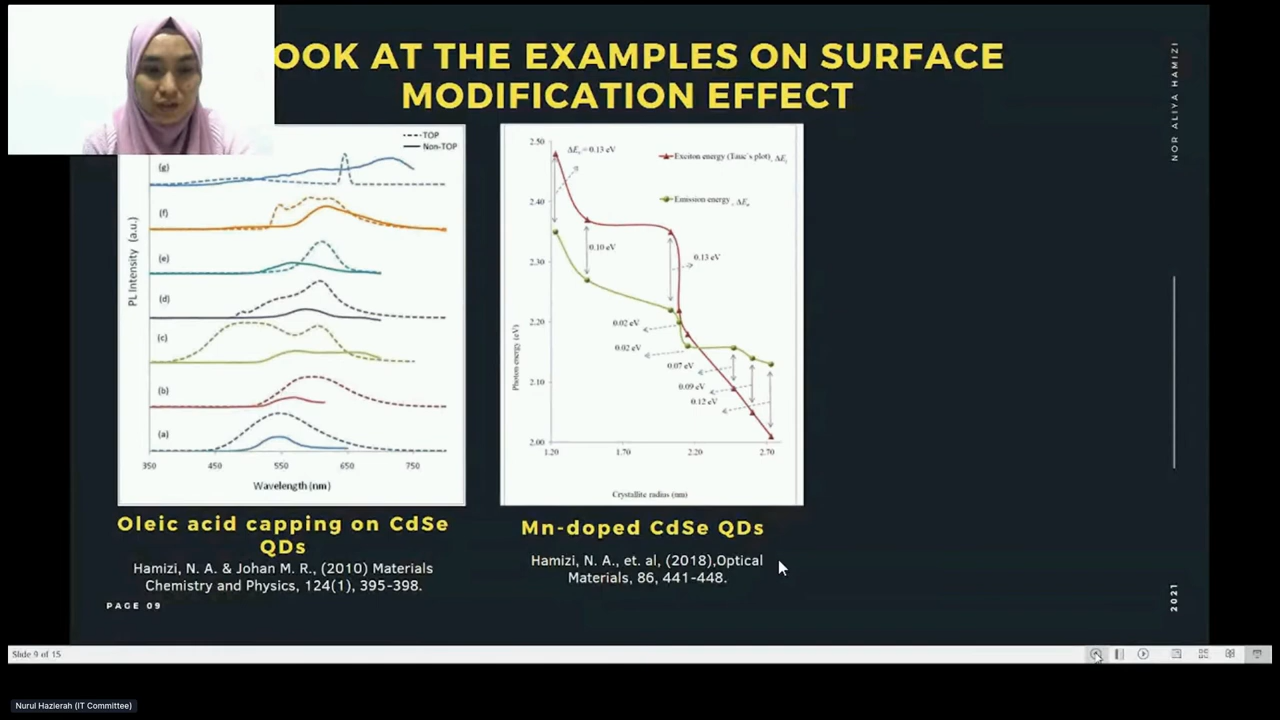 OOK AT THE EXAMPLES ON SURFACE
MODIFICATION EFFECT
NOR ALIYA HAMIZI
TOP
Non-TOP
(g)
(f)
(e)
(d)
(c)
(b)
(a)
PL Intensity (a.u.)
350 450 550 650 750
Wavelength (nm)
2.50
2.40
2.30
2.20
2.10
2.00
Photon energy (eV)
= 0.13 eV
Exciton energy (Tauc's plot),
Emission energy,
0.10 eV
0.13 eV
0.02 eV
0.02 eV
0.07 eV
0.09 eV
0.12 eV
1.20 1.70 2.20 2.70
Crystallite radius (nm)
Oleic acid capping on CdSe
QDs
Hamizi, N. A. & Johan M. R., (2010) Materials
Chemistry and Physics, 124(1), 395-398.
Mn-doped CdSe QDs
Hamizi, N. A., et. al, (2018),Optical
Materials, 86, 441-448.
PAGE 09
2021
Slide 9 of 15
Nurul Hazierah (IT Committee)